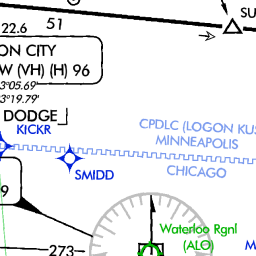 22.6
51
SU
ON CITY
W (VH) (H) 96
3°05.69'
3°19.79'
DODGE
KICKR
CPDLC (LOGON KUS
MINNEAPOLIS
SMIDD
CHICAGO
9
Waterloo Rgnl
(ALO)
273
M